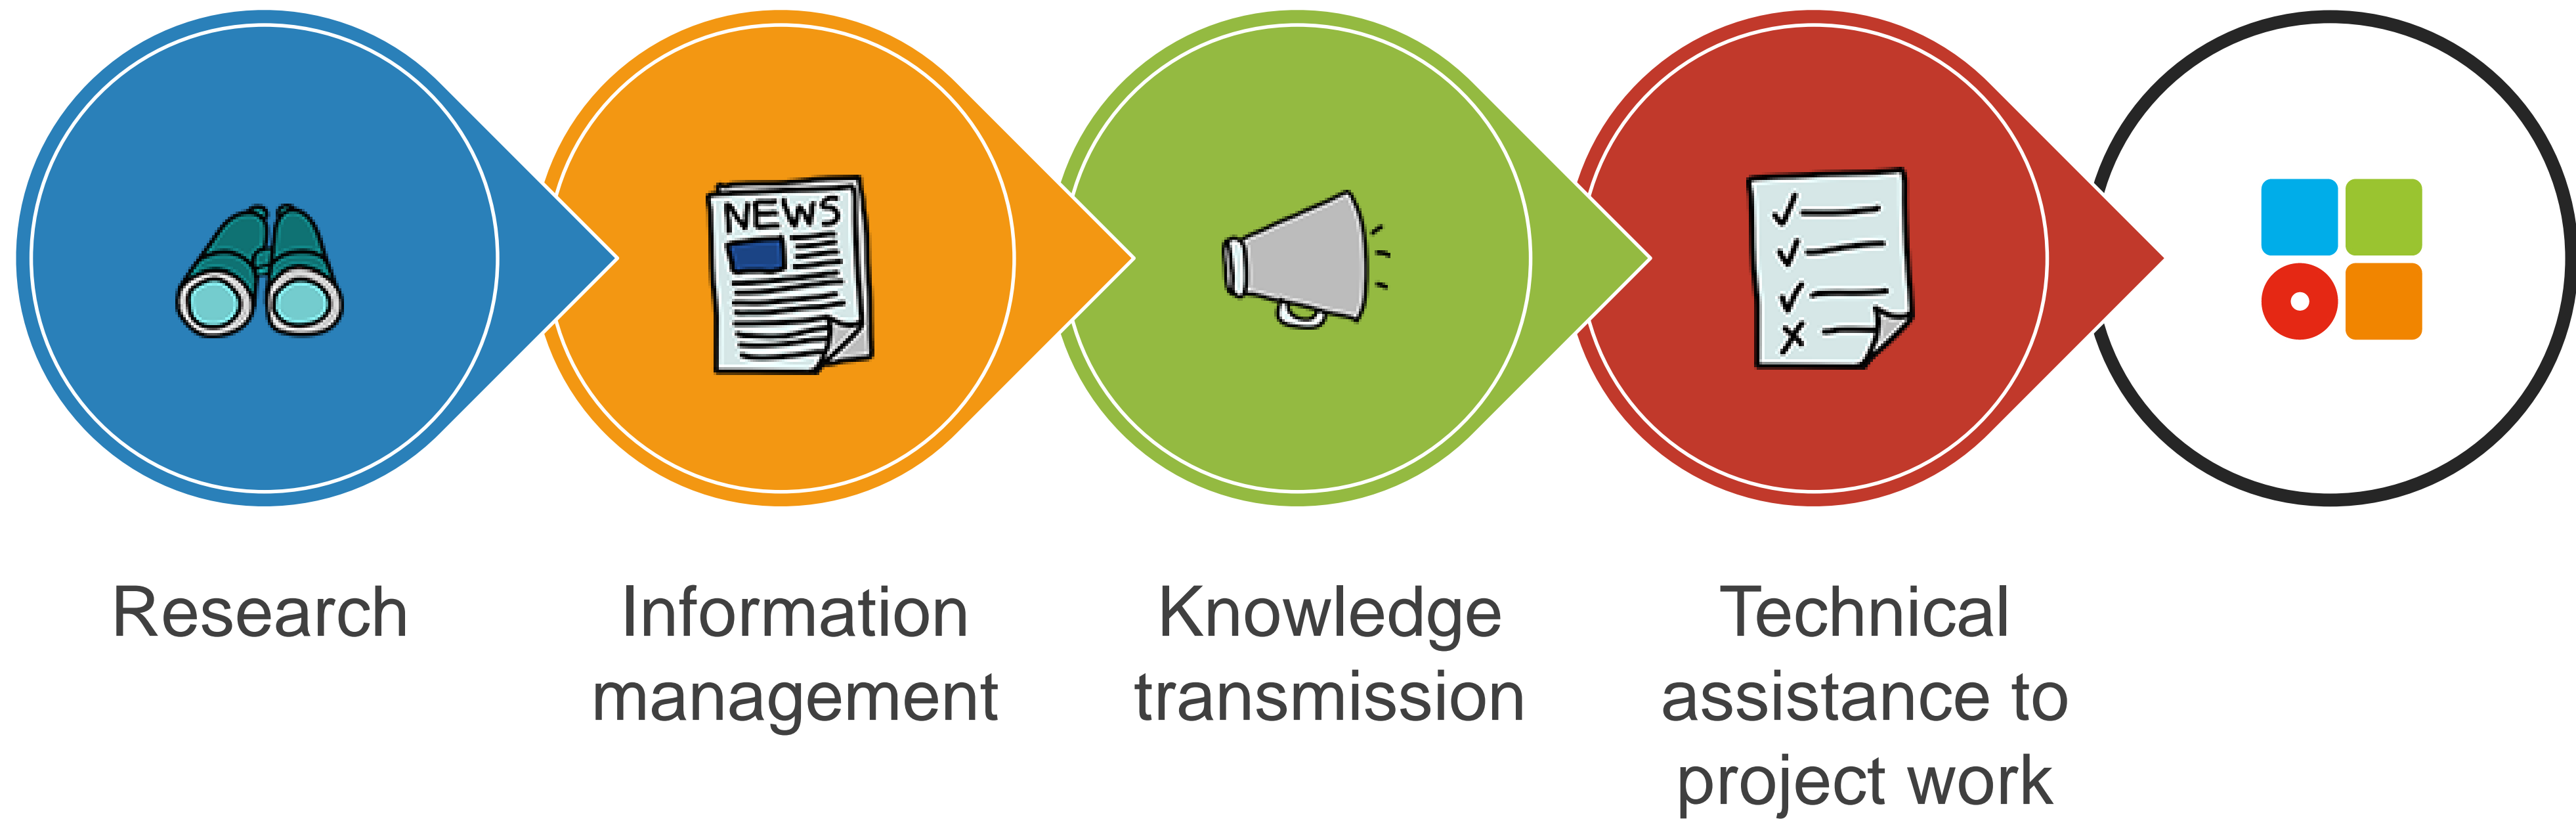 NEWS
Research
Information
management
Knowledge
transmission
Technical
assistance to
project work